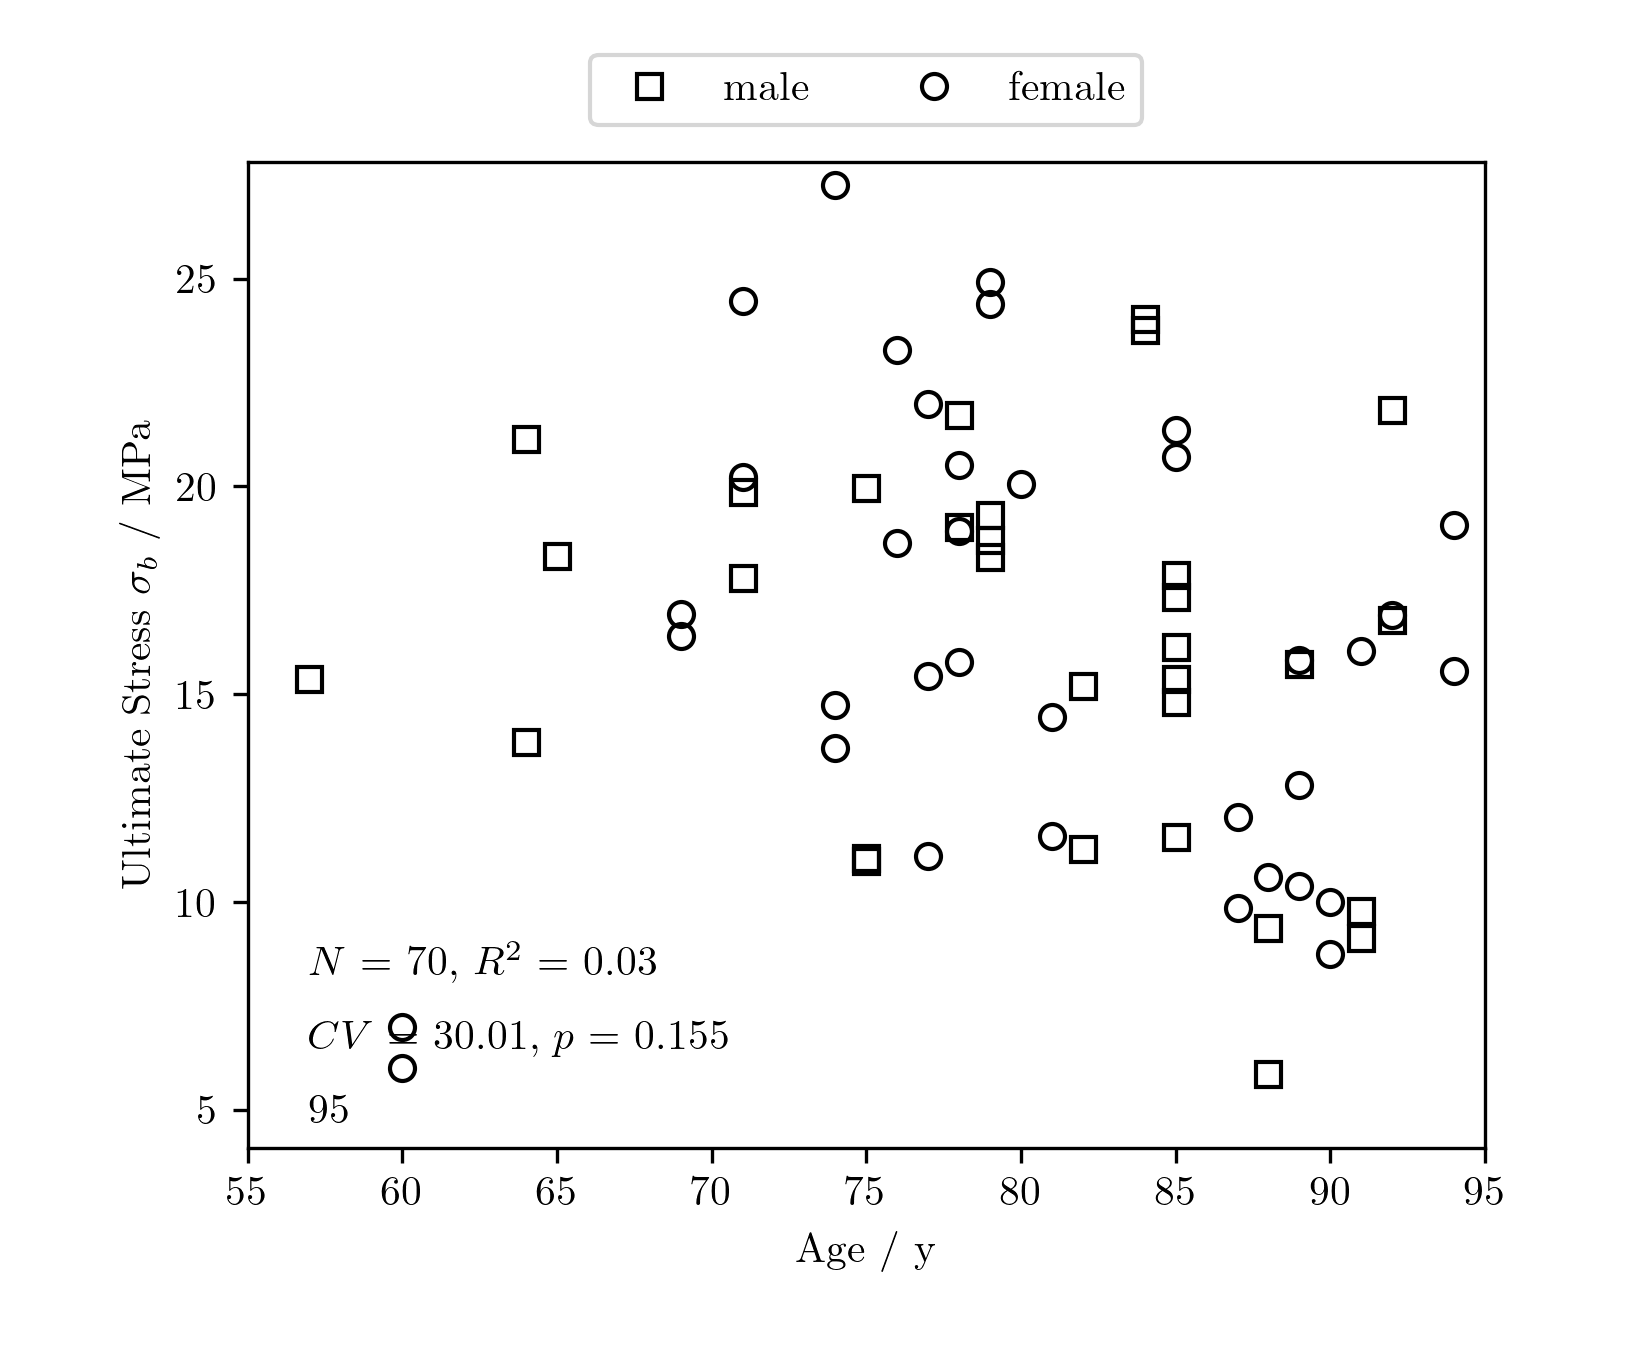 male female
25
20
15
10
5
Ultimate Stress σ_b / MPa
N = 70, R² = 0.03
CV = 30.01, p = 0.155
95
55 60 65 70 75 80 85 90 95
Age / y